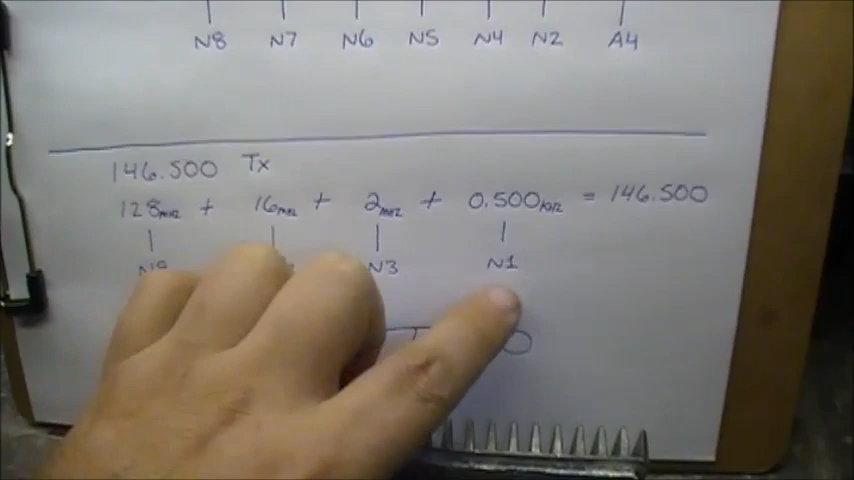 N8 N7 N6 N5 N4 N2 A4
146.500 Tx
128MHz + 16MHz + 2MHz + 0.500KHz = 146.500
N9 N3 N1